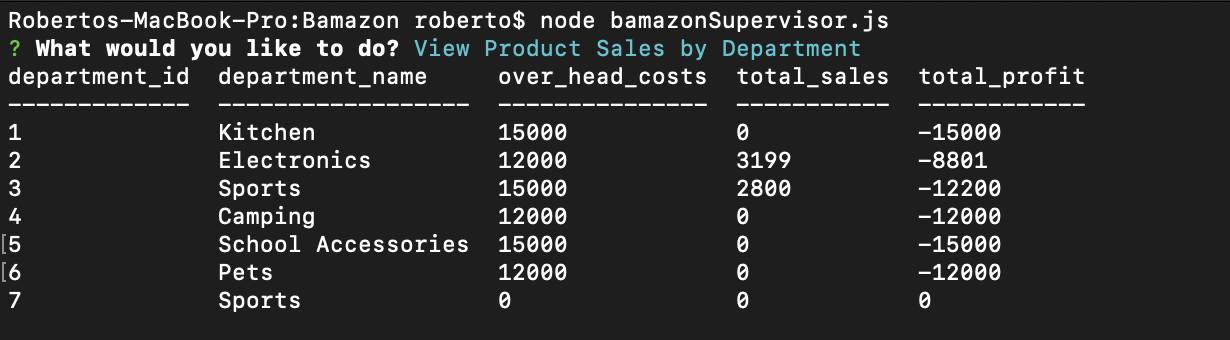 Robertos-MacBook-Pro:Bamazon roberto$ node bamazonSupervisor.js
? What would you like to do? View Product Sales by Department
department_id  department_name     over_head_costs  total_sales  total_profit
-------------  ------------------  ---------------  -----------  ------------
1              Kitchen             15000            0            -15000
2              Electronics         12000            3199         -8801
3              Sports              15000            2800         -12200
4              Camping             12000            0            -12000
[5              School Accessories  15000            0            -15000
[6              Pets                12000            0            -12000
7              Sports              0                0            0